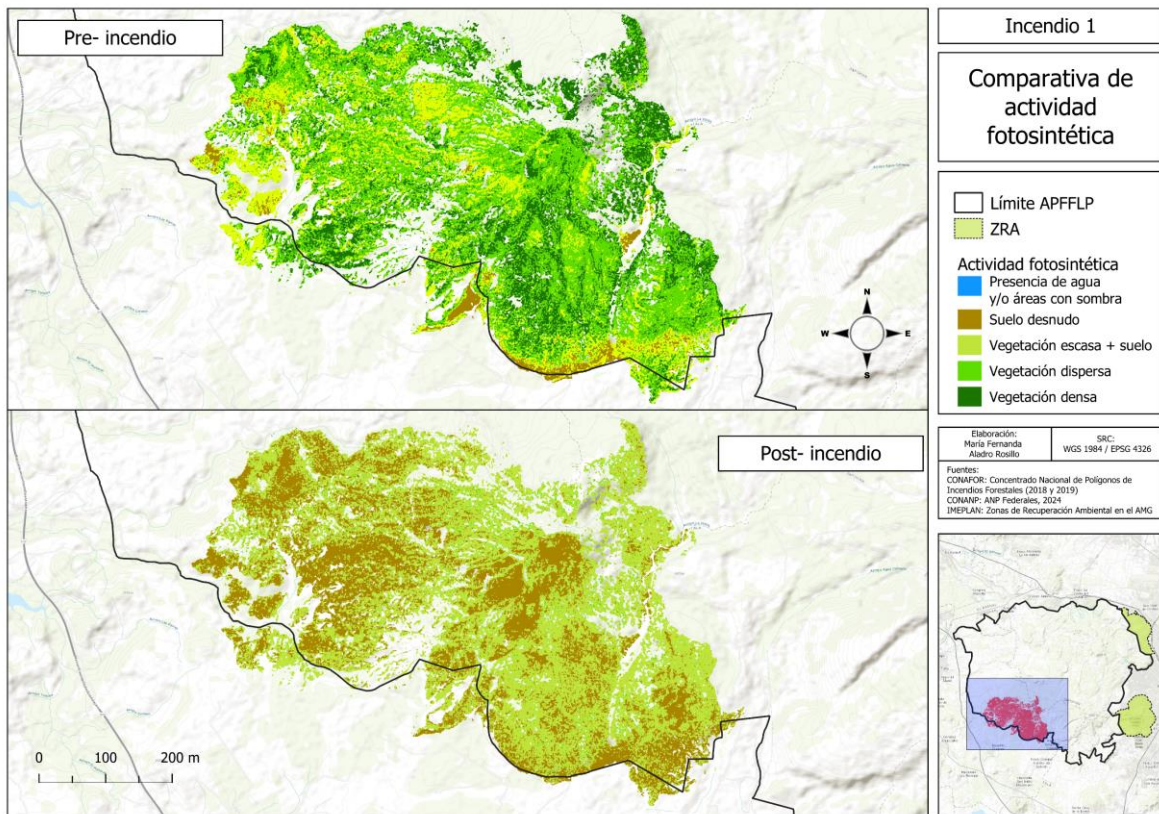 Pre- incendio
N
W
E
S
Post- incendio
0 100 200 m
Incendio 1
Comparativa de
actividad
fotosintética
Límite APFFLP
ZRA
Actividad fotosintética
Presencia de agua
y/o áreas con sombra
Suelo desnudo
Vegetación escasa + suelo
Vegetación dispersa
Vegetación densa
Elaboración:
María Fernanda
Aladro Rosillo
SRC:
WGS 1984 / EPSG 4326
Fuentes:
CONAFOR: Concentrado Nacional de Polígonos de
Incendios Forestales (2018 y 2019)
CONANP: ANP Federales, 2024
IMEPLAN: Zonas de Recuperación Ambiental en el AMG